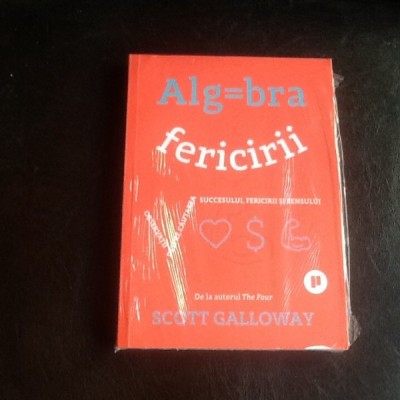 Alg=bra
fericirii
SUCCESULUI, FERICIRII ȘI SENSULUI
$
De la autorul The Four
SCOTT GALLOWAY
P